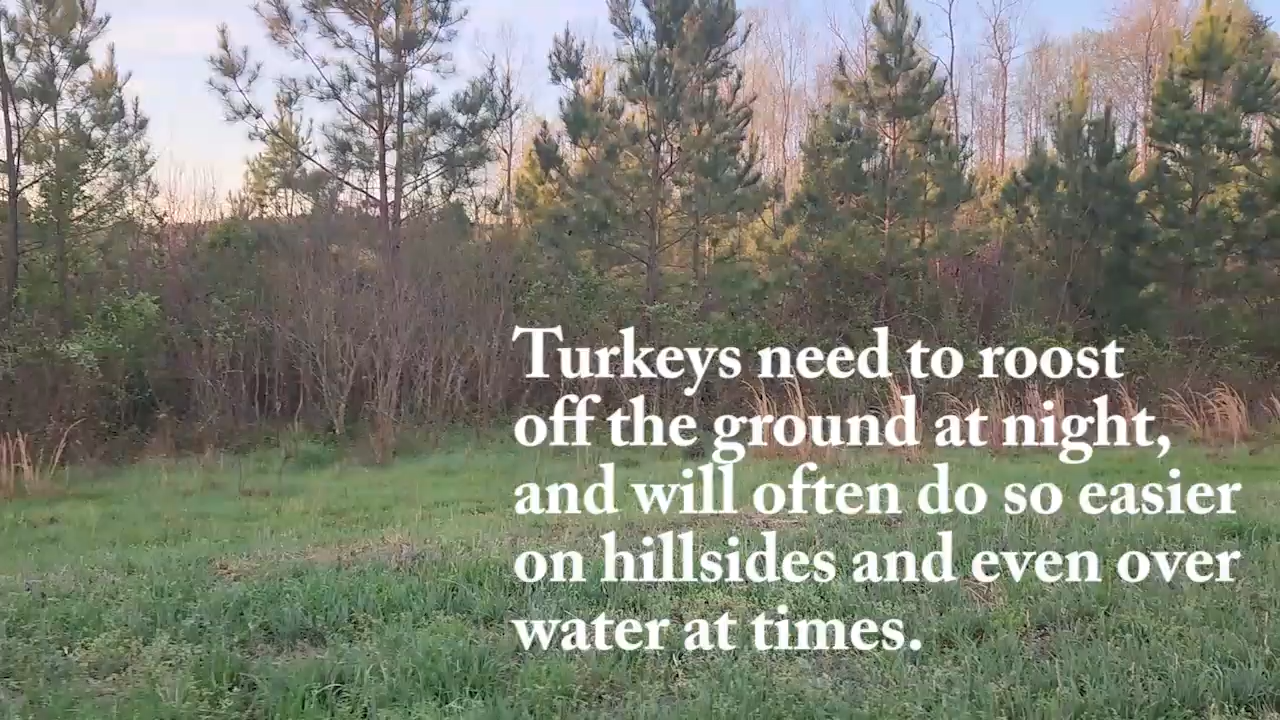 Turkeys need to roost
off the ground at night,
and will often do so easier
on hillsides and even over
water at times.